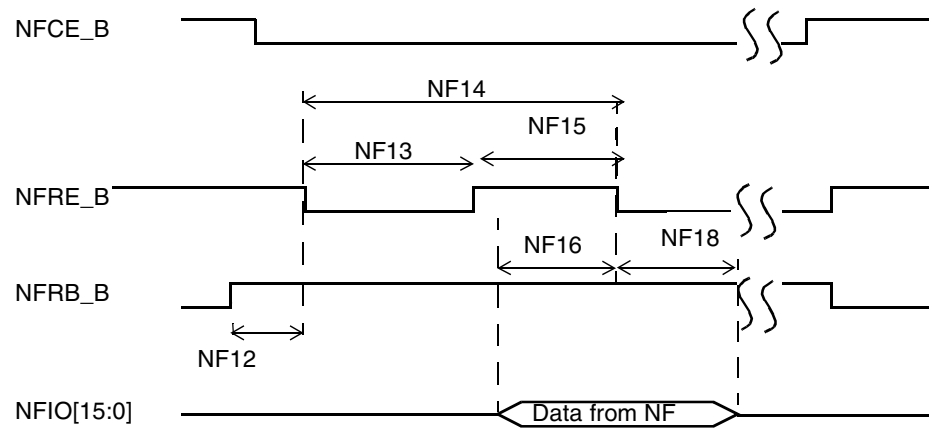 NFCE_B
NF14
NF15
NF13
NFRE_B
NF16
NF18
NFRB_B
NF12
NFIO[15:0]
Data from NF